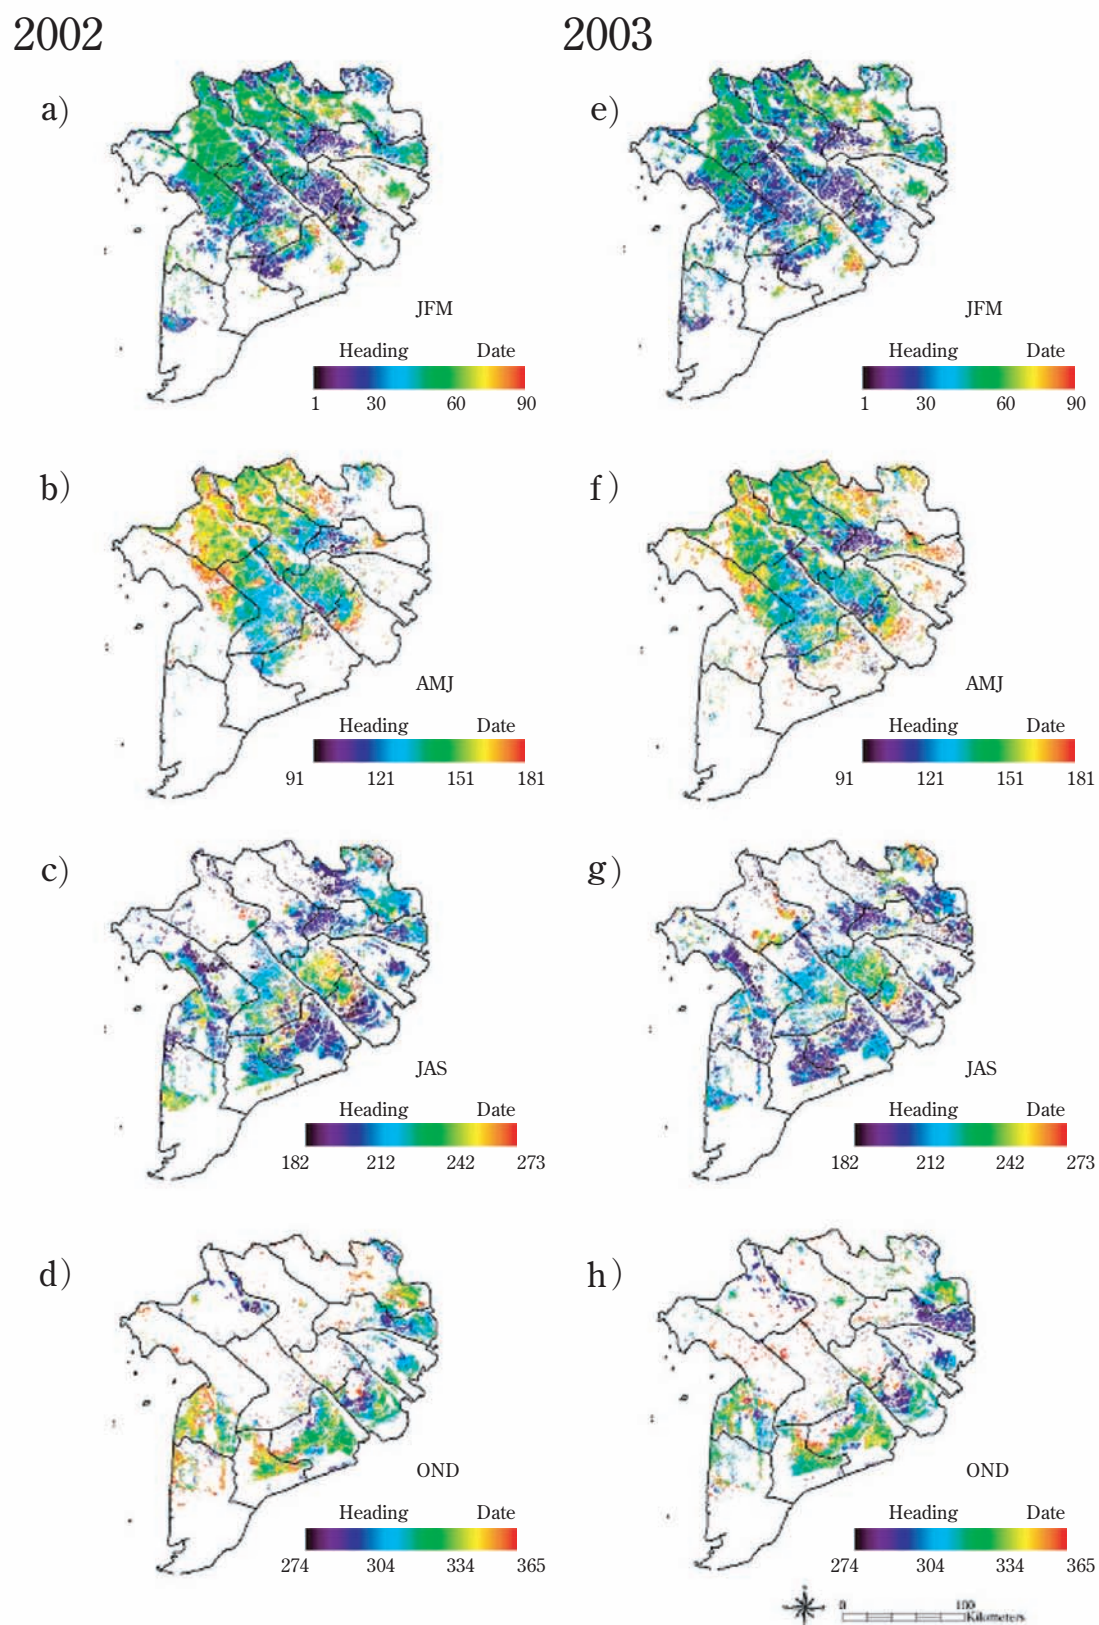 2002 2003
a) e)
JFM JFM
Heading Date Heading Date
1 30 60 90 1 30 60 90
b) f)
AMJ AMJ
Heading Date Heading Date
91 121 151 181 91 121 151 181
c) g)
JAS JAS
Heading Date Heading Date
182 212 242 273 182 212 242 273
d) h)
OND OND
Heading Date Heading Date
274 304 334 365 274 304 334 365
0 100
Kilometers